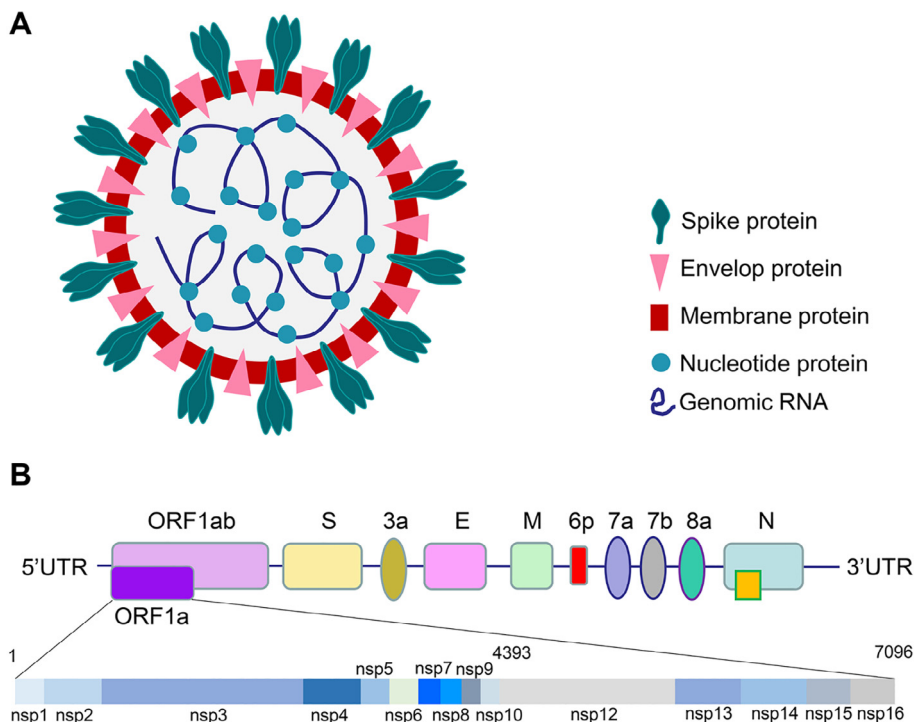 A
Spike protein
Envelop protein
Membrane protein
Nucleotide protein
Genomic RNA
B
ORF1ab S 3a E M 6p 7a 7b 8a N
5'UTR 3'UTR
ORF1a
1 4393 7096
nsp5 nsp7 nsp9
nsp1 nsp2 nsp3 nsp4 nsp6 nsp8 nsp10 nsp12 nsp13 nsp14 nsp15 nsp16